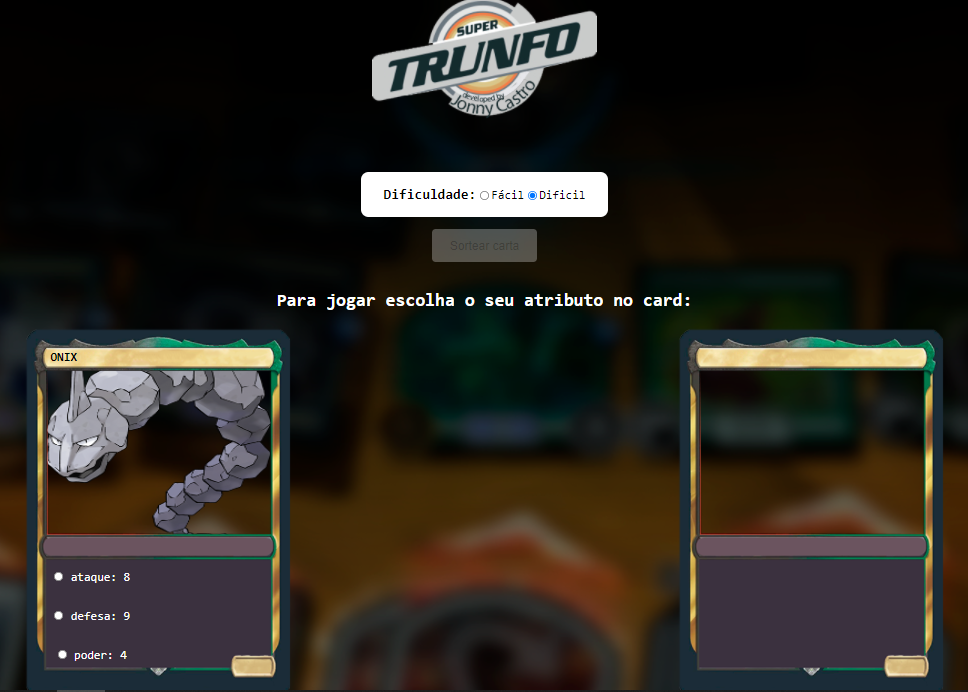 SUPER
TRUNFO
developed by
Jonny Castro
Dificuldade: Fácil Dificil
Sortear carta
Para jogar escolha o seu atributo no card:
ONIX
ataque: 8
defesa: 9
poder: 4